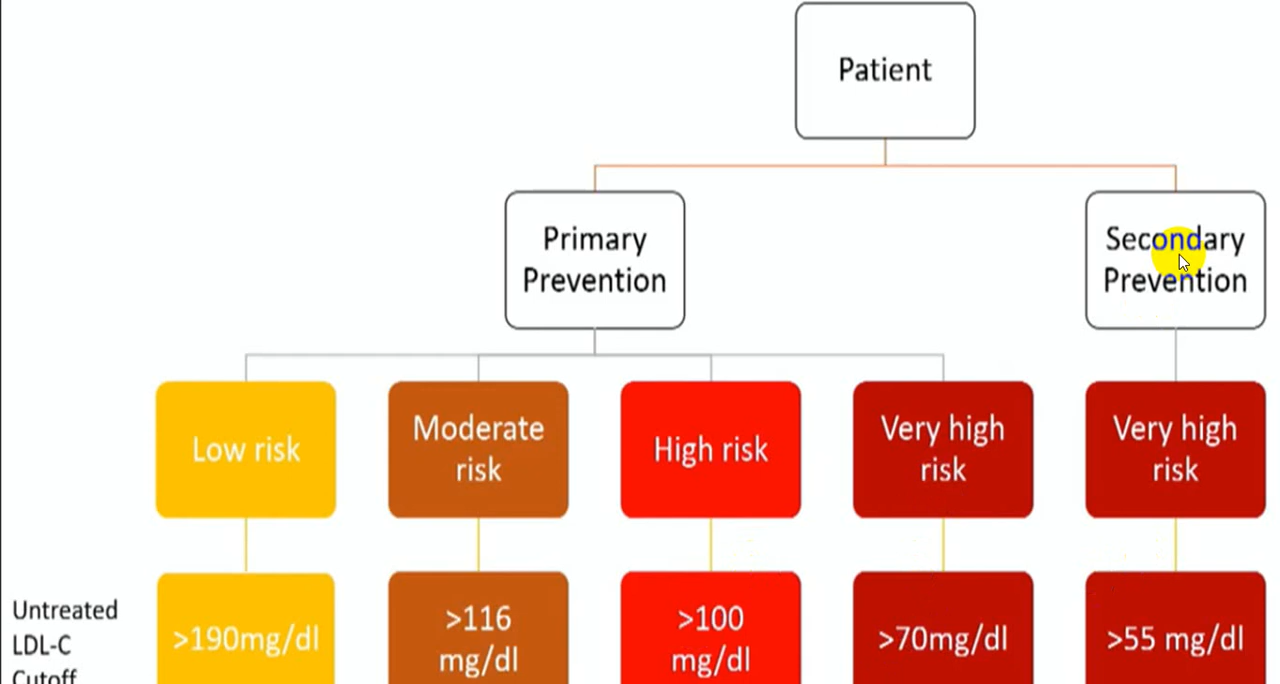 Patient
Primary
Prevention
Secondary
Prevention
Low risk
Moderate
risk
High risk
Very high
risk
Very high
risk
Untreated
LDL-C
Cutoff
>190mg/dl
>116
mg/dl
>100
mg/dl
>70mg/dl
>55 mg/dl